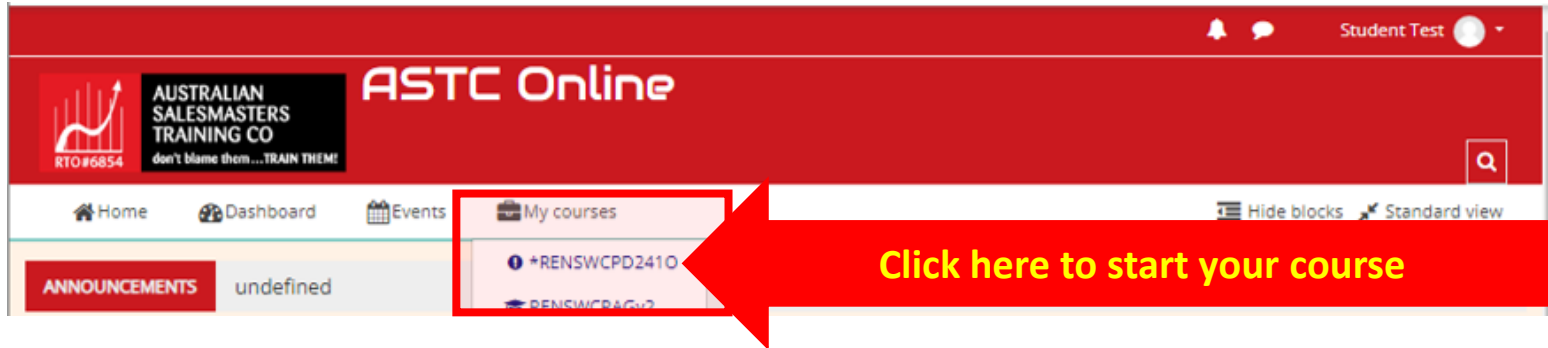 Student Test
ASTC Online
AUSTRALIAN
SALESMASTERS
TRAINING CO
don't blame them...TRAIN THEM!
RTO#6854
Home Dashboard Events My courses Hide blocks Standard view
*RENSWCPD241O
Click here to start your course
ANNOUNCEMENTS undefined